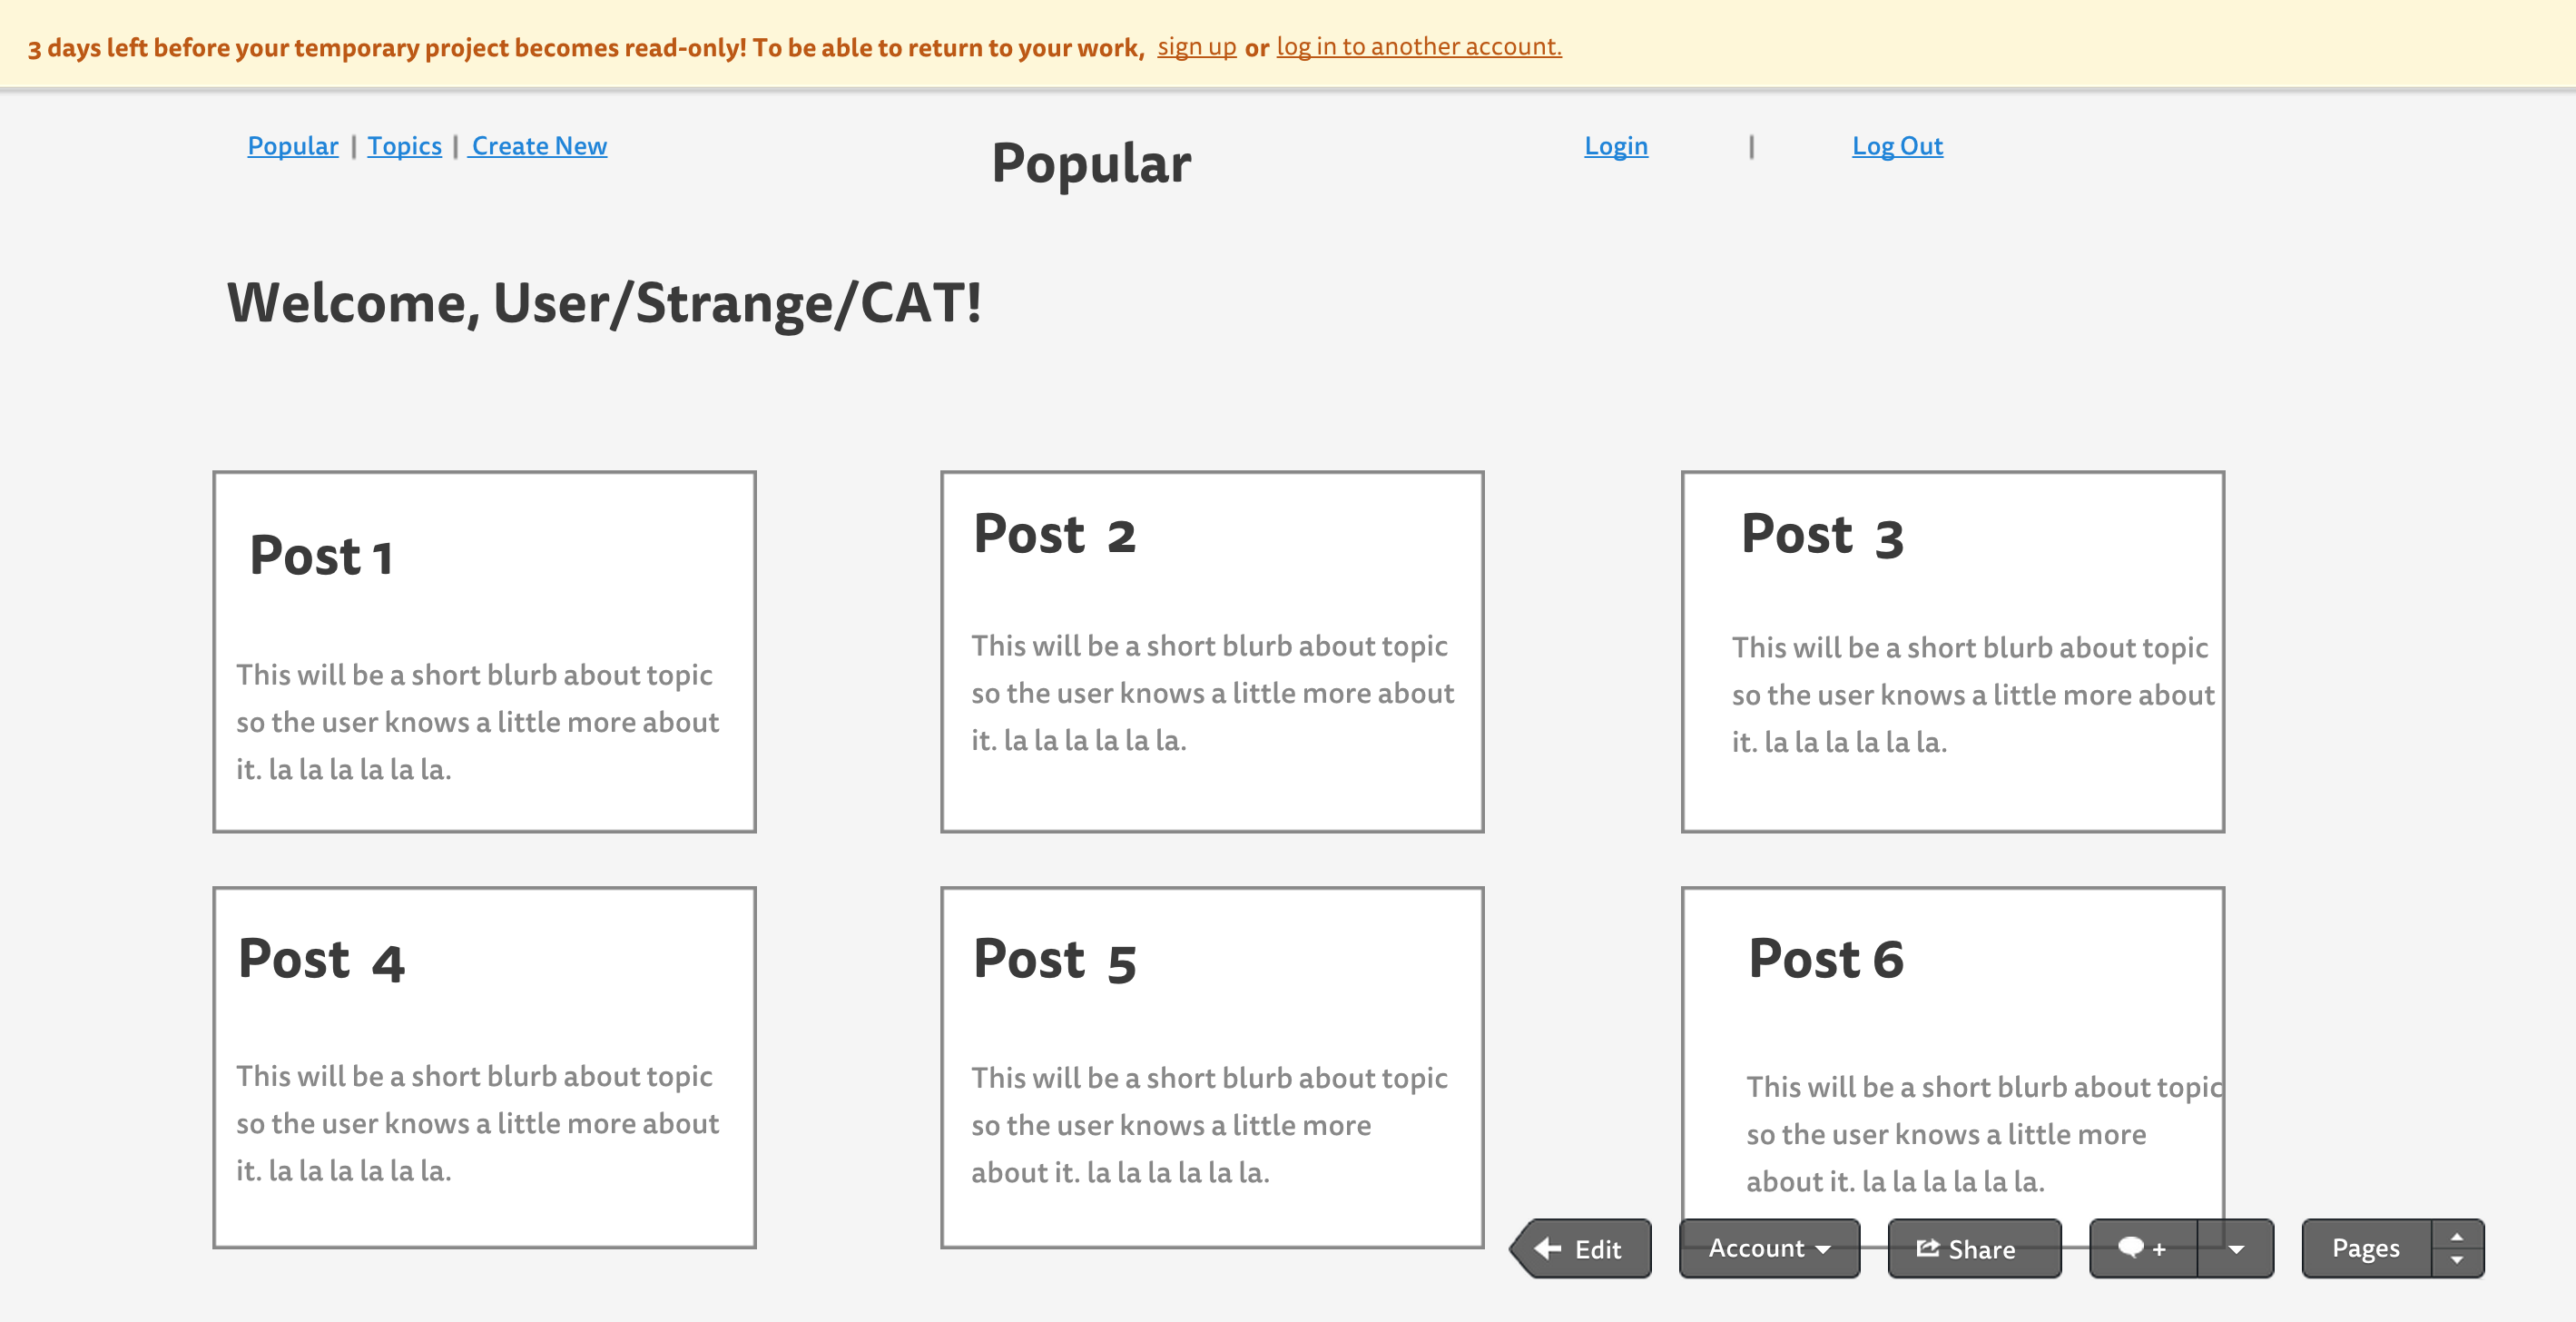 3 days left before your temporary project becomes read-only! To be able to return to your work, sign up or log in to another account.
Popular | Topics | Create New
Popular
Login | Log Out
Welcome, User/Strange/CAT!
Post 1
This will be a short blurb about topic
so the user knows a little more about
it. la la la la la la.
Post 2
This will be a short blurb about topic
so the user knows a little more about
it. la la la la la la.
Post 3
This will be a short blurb about topic
so the user knows a little more about
it. la la la la la la.
Post 4
This will be a short blurb about topic
so the user knows a little more about
it. la la la la la la.
Post 5
This will be a short blurb about topic
so the user knows a little more
about it. la la la la la la.
Post 6
This will be a short blurb about topic
so the user knows a little more
about it. la la la la la la.
Edit
Account
Share
+
Pages